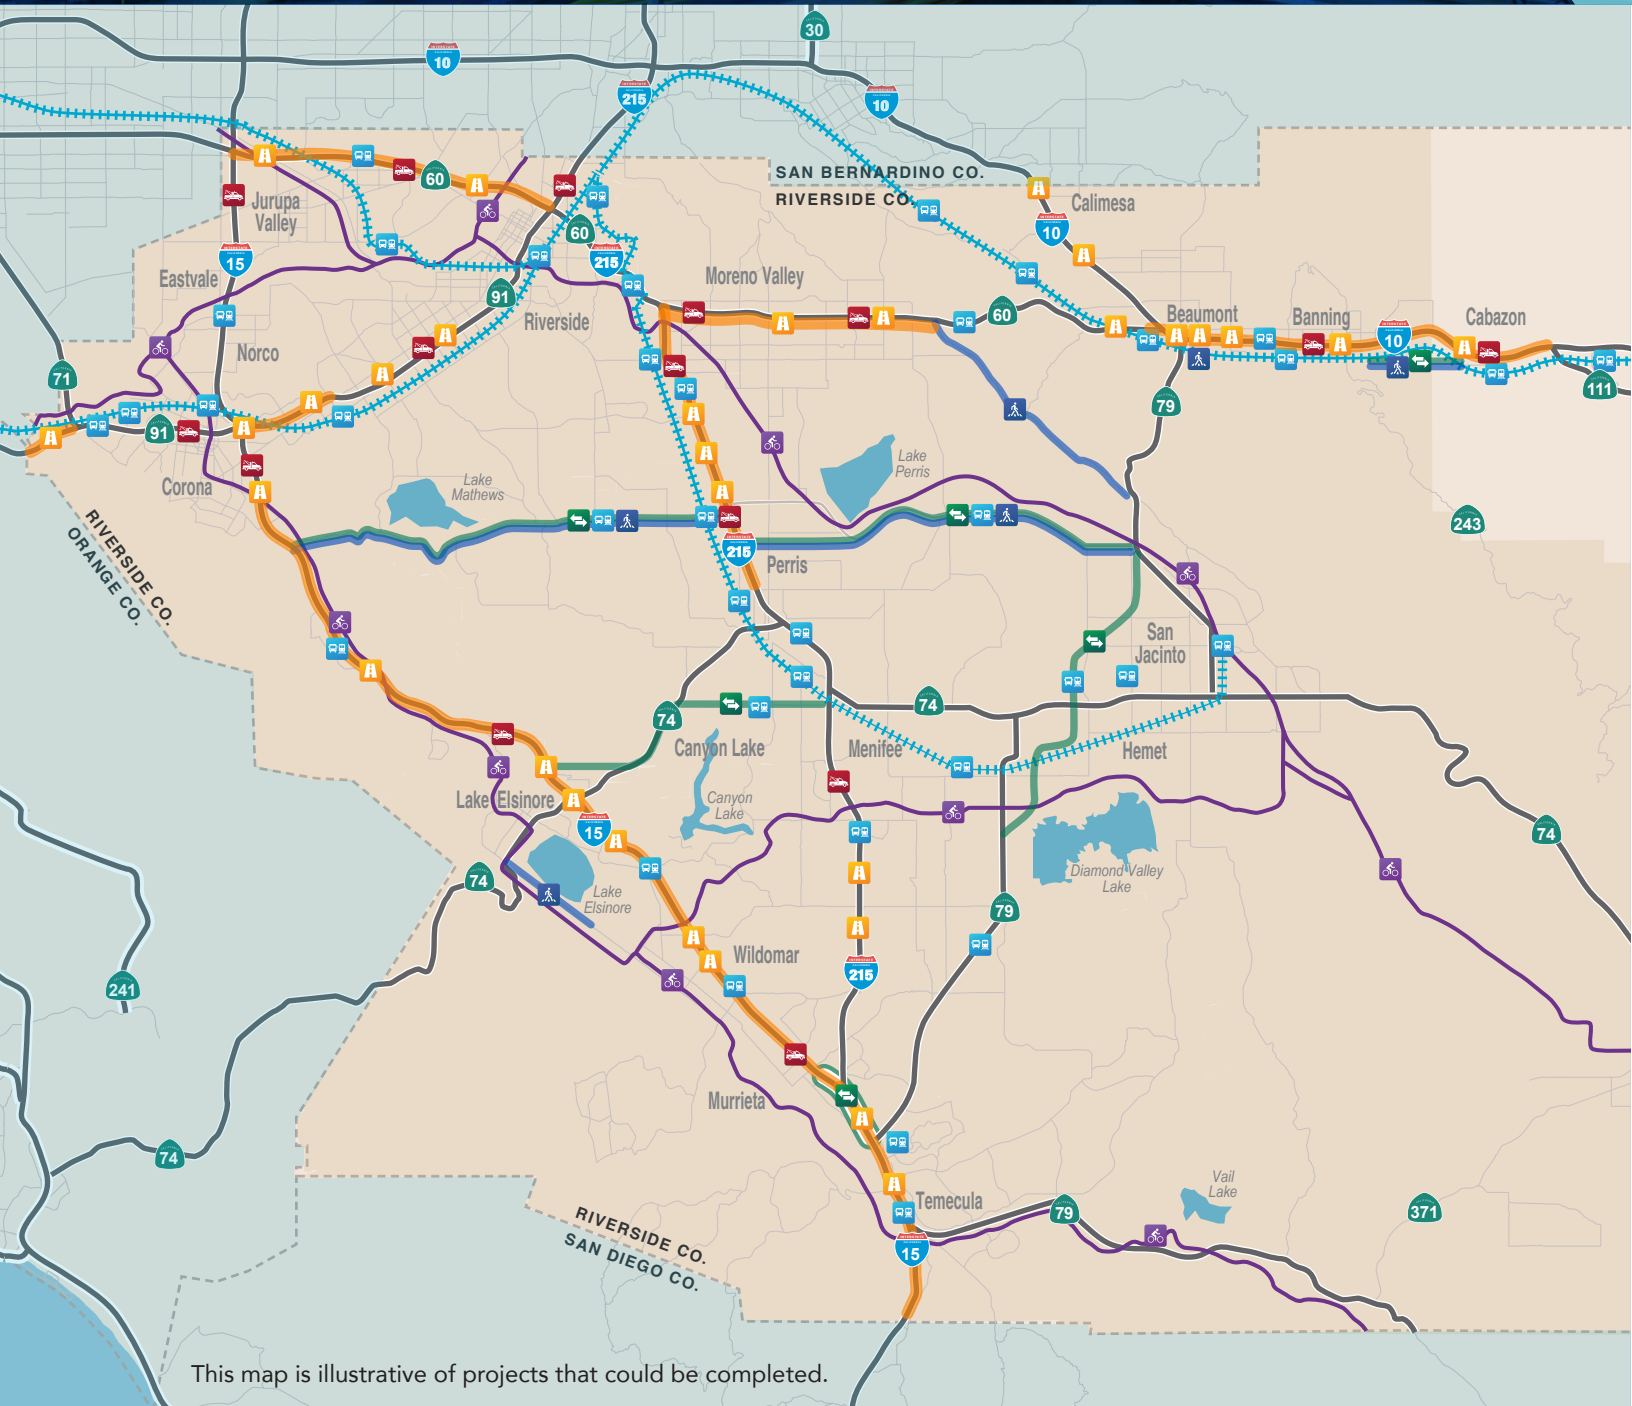 30
INTERSTATE
CALIFORNIA
10
215
10
SAN BERNARDINO CO.
RIVERSIDE CO.
60
Jurupa
Valley
Calimesa
10
60
15
215
Eastvale
Moreno Valley
91
Riverside
60
Beaumont
Banning
Cabazon
10
Norco
71
111
79
91
Lake
Perris
Lake
Mathews
Corona
RIVERSIDE CO.
ORANGE CO.
243
215
Perris
San
Jacinto
74
74
Canyon Lake
Menifee
Hemet
Lake Elsinore
Canyon
Lake
15
74
Diamond Valley
Lake
74
Lake
Elsinore
79
Wildomar
241
215
Murrieta
74
Vail
Lake
Temecula
79
371
RIVERSIDE CO.
SAN DIEGO CO.
15
This map is illustrative of projects that could be completed.